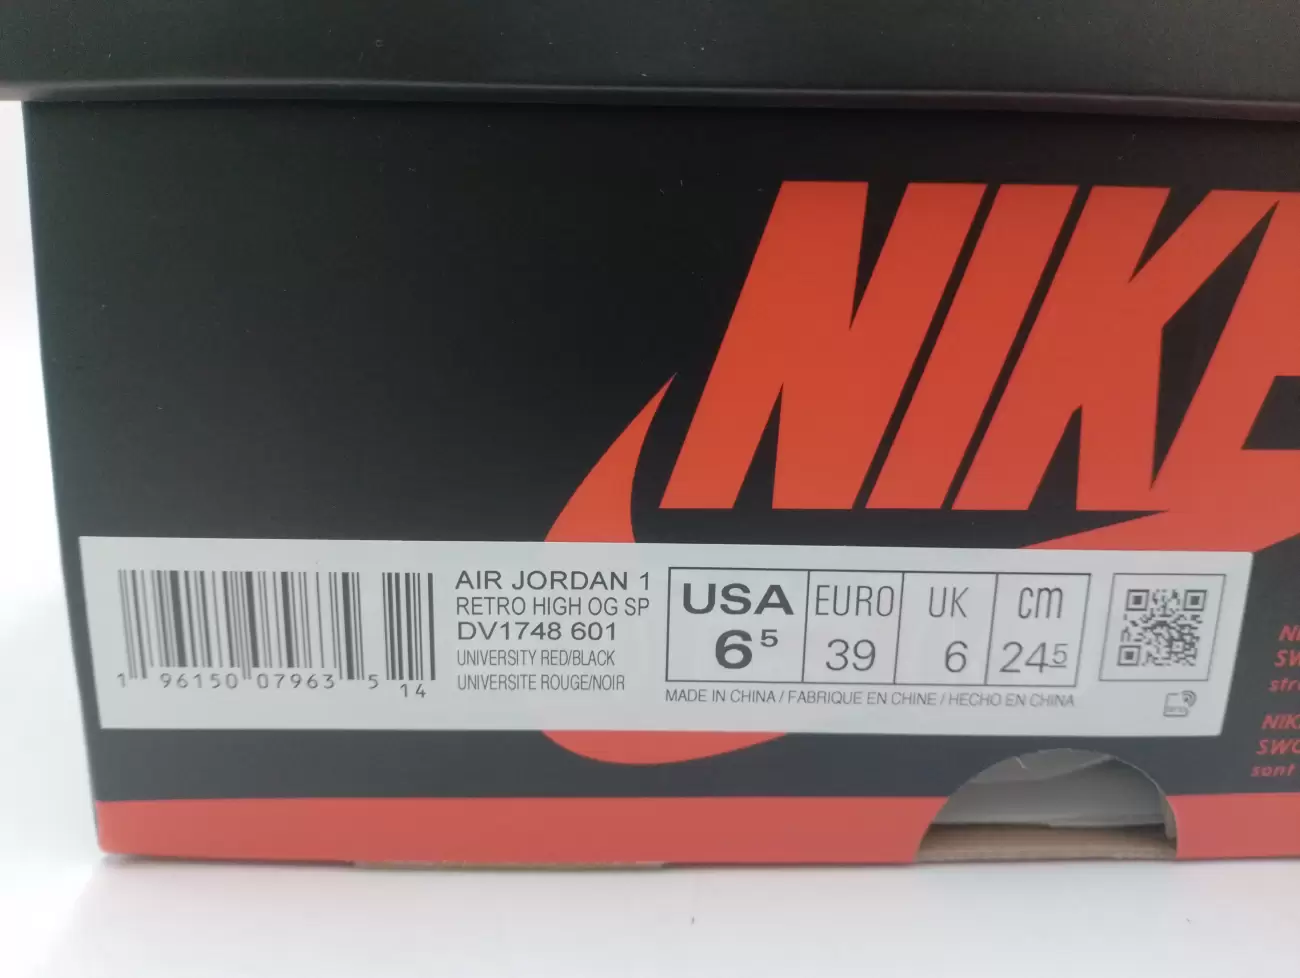 NIKE
AIR JORDAN 1
RETRO HIGH OG SP
DV1748 601
UNIVERSITY RED/BLACK
UNIVERSITE ROUGE/NOIR
1 96150 07963 5 14
USA EURO UK cm
6⁵ 39 6 24⁵
MADE IN CHINA / FABRIQUE EN CHINE / HECHO EN CHINA